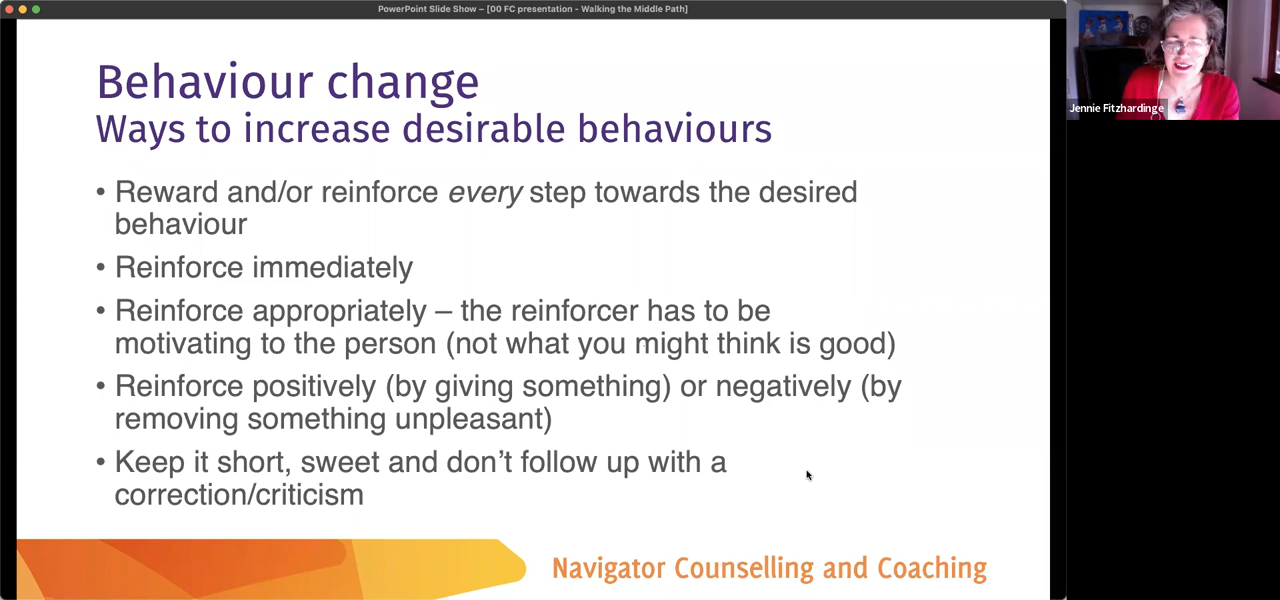 PowerPoint Slide Show – [00 FC presentation - Walking the Middle Path]
Jennie Fitzhardinge
Behaviour change
Ways to increase desirable behaviours
• Reward and/or reinforce every step towards the desired
behaviour
• Reinforce immediately
• Reinforce appropriately – the reinforcer has to be
motivating to the person (not what you might think is good)
• Reinforce positively (by giving something) or negatively (by
removing something unpleasant)
• Keep it short, sweet and don’t follow up with a
correction/criticism
Navigator Counselling and Coaching